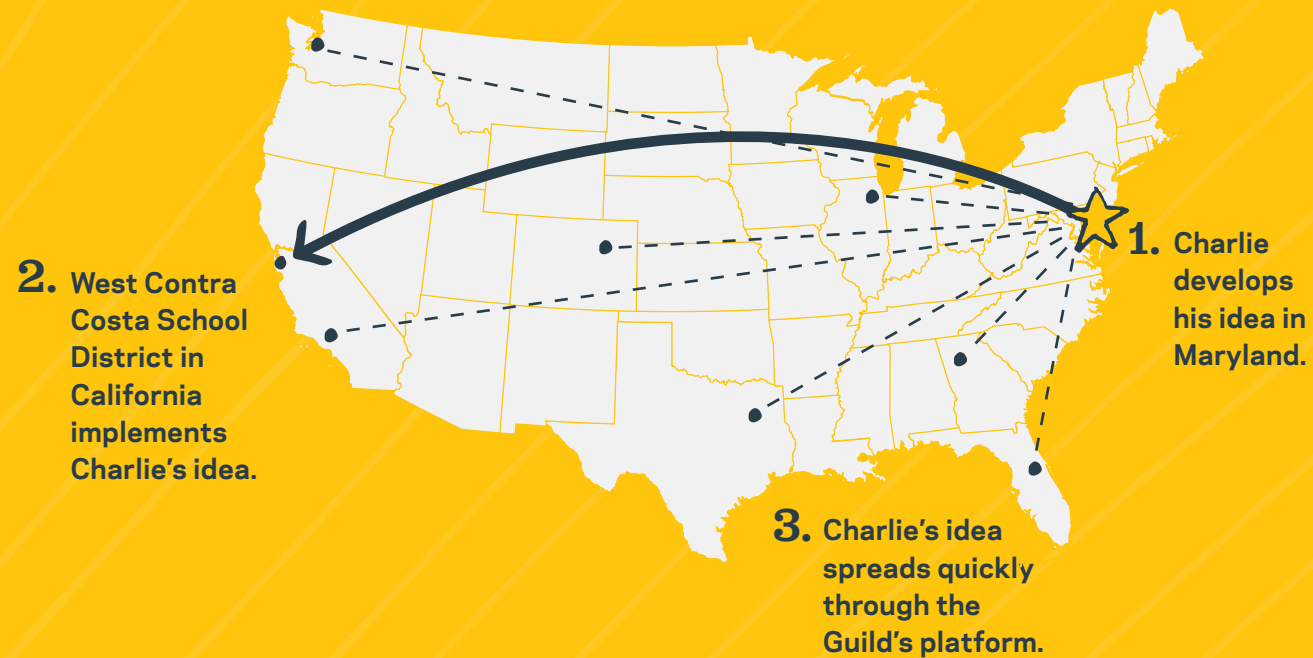 1. Charlie
develops
his idea in
Maryland.
2. West Contra
Costa School
District in
California
implements
Charlie’s idea.
3. Charlie’s idea
spreads quickly
through the
Guild’s platform.